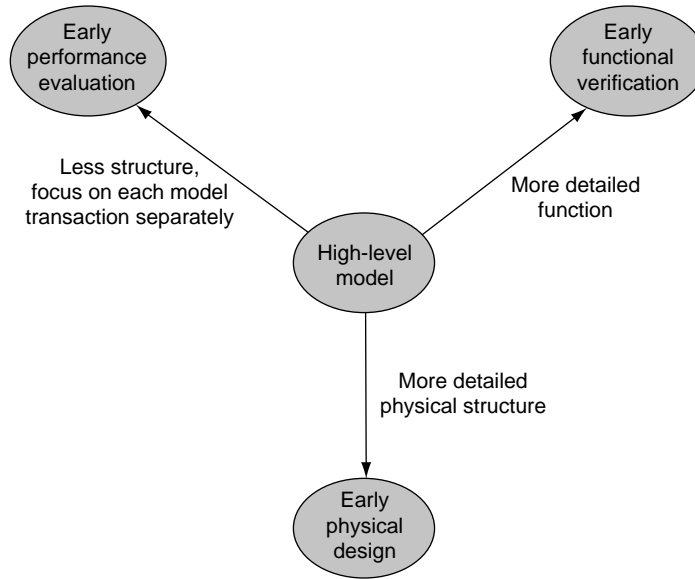 Early
performance
evaluation
Early
functional
verification
Less structure,
focus on each model
transaction separately
More detailed
function
High-level
model
More detailed
physical structure
Early
physical
design